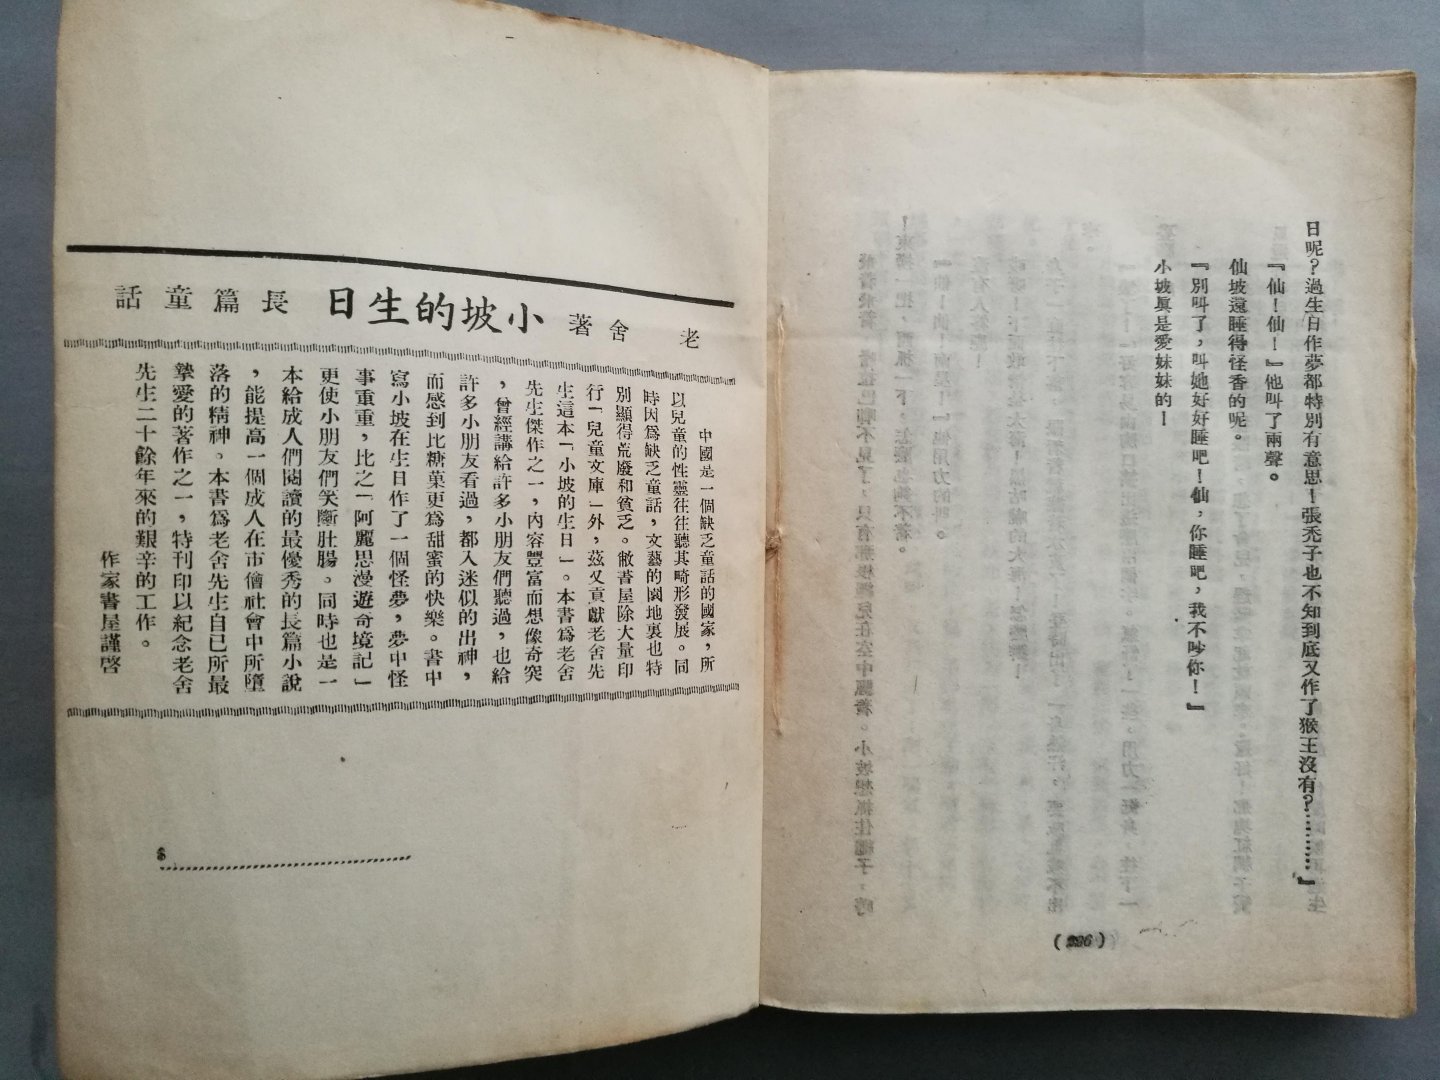 日呢？過生日作夢都特別有意思！張禿子也不知到底又作了猴王沒有？………』
『仙！仙！』他叫了兩聲。
仙坡還睡得怪香的呢。
『別叫了，叫她好好睡吧！仙，你睡吧，我不吵你！』
小坡眞是愛妹妹的！
( 296 )
老舍著 小坡的生日 長篇童話
中國是一個缺乏童話的國家，所
以兒童的性靈往往聽其畸形發展。同
時因爲缺乏童話，文藝的園地裏也特
別顯得荒廢和貧乏。敝書屋除大量印
行「兒童文庫」外，茲又貢獻老舍先
生這本「小坡的生日」。本書爲老舍
先生傑作之一，內容豐富而想像奇突
，曾經講給許多小朋友們聽過，也給
許多小朋友看過，都入迷似的出神，
而感到比糖菓更爲甜蜜的快樂。書中
寫小坡在生日作了一個怪夢，夢中怪
事重重，比之「阿麗思漫遊奇境記」
更使小朋友們笑斷肚腸。同時也是一
本給成人們閱讀的最優秀的長篇小說
，能提高一個成人在市儈社會中所墮
落的精神。本書爲老舍先生自己所最
摯愛的著作之一，特刊印以紀念老舍
先生二十餘年來的艱辛的工作。
作家書屋謹啓
$